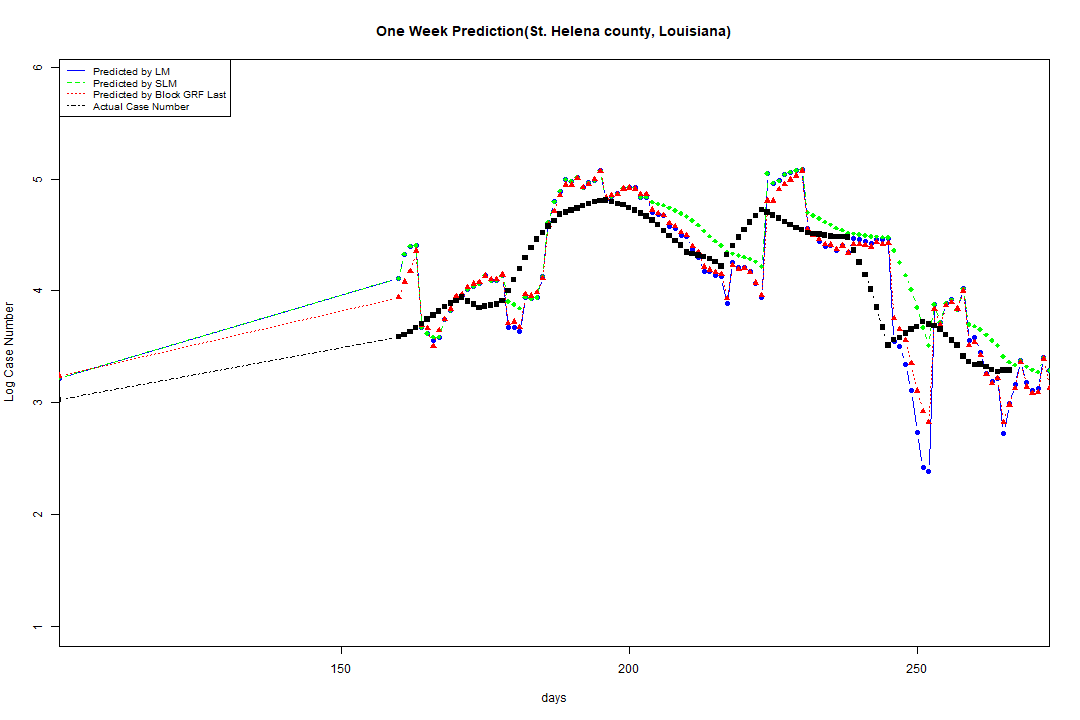 One Week Prediction(St. Helena county, Louisiana)
Predicted by LM
Predicted by SLM
Predicted by Block GRF Last
Actual Case Number
6
5
4
3
2
1
Log Case Number
150
200
250
days